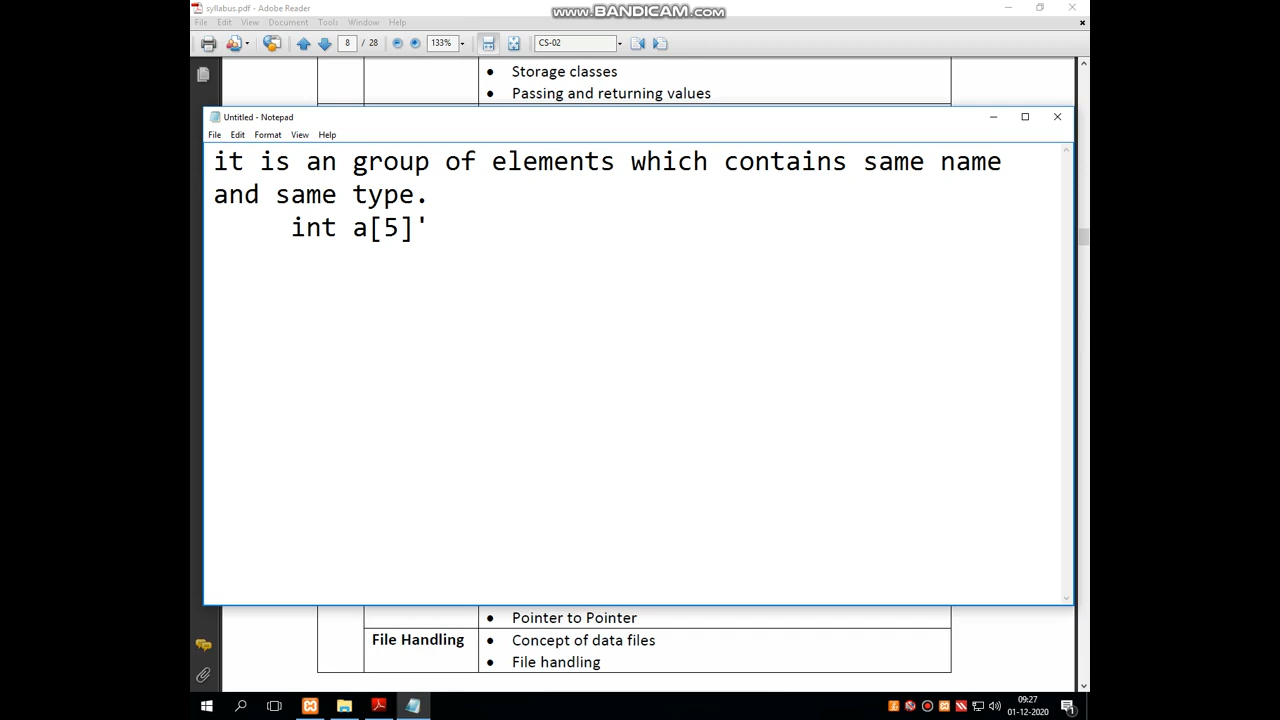 syllabus.pdf - Adobe Reader
www.BANDICAM.com
File Edit View Document Tools Window Help
8 / 28 133% CS-02
• Storage classes
• Passing and returning values
Untitled - Notepad
File Edit Format View Help
it is an group of elements which contains same name
and same type.
int a[5]'
• Pointer to Pointer
File Handling • Concept of data files
• File handling
09:27
01-12-2020
1